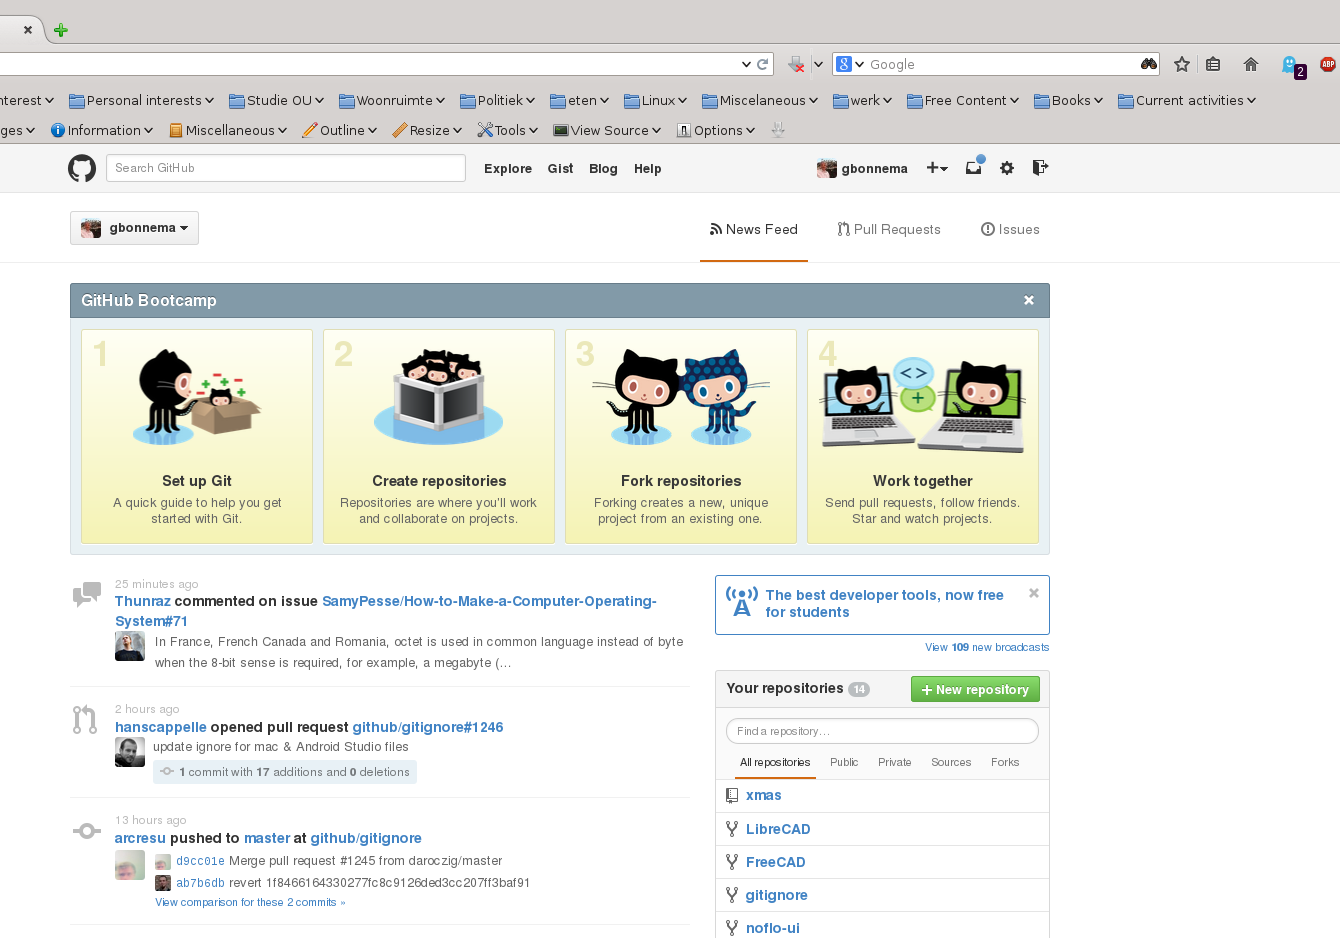 Google
2
ABP
nterest
Personal interests
Studie OU
Woonruimte
Politiek
eten
Linux
Miscelaneous
werk
Free Content
Books
Current activities
ges
Information
Miscellaneous
Outline
Resize
Tools
View Source
Options
Search GitHub
Explore
Gist
Blog
Help
gbonnema
gbonnema
News Feed
Pull Requests
Issues
GitHub Bootcamp
1
Set up Git
A quick guide to help you get
started with Git.
2
Create repositories
Repositories are where you'll work
and collaborate on projects.
3
Fork repositories
Forking creates a new, unique
project from an existing one.
4
Work together
Send pull requests, follow friends.
Star and watch projects.
25 minutes ago
Thunraz commented on issue SamyPesse/How-to-Make-a-Computer-Operating-
System#71
In France, French Canada and Romania, octet is used in common language instead of byte
when the 8-bit sense is required, for example, a megabyte (…
2 hours ago
hanscappelle opened pull request github/gitignore#1246
update ignore for mac & Android Studio files
1 commit with 17 additions and 0 deletions
13 hours ago
arcresu pushed to master at github/gitignore
d9cc01e Merge pull request #1245 from daroczig/master
ab7b6db revert 1f8466164330277fc8c9126ded3cc207ff3baf91
View comparison for these 2 commits »
The best developer tools, now free
for students
View 109 new broadcasts
Your repositories 14
New repository
Find a repository…
All repositories
Public
Private
Sources
Forks
xmas
LibreCAD
FreeCAD
gitignore
noflo-ui